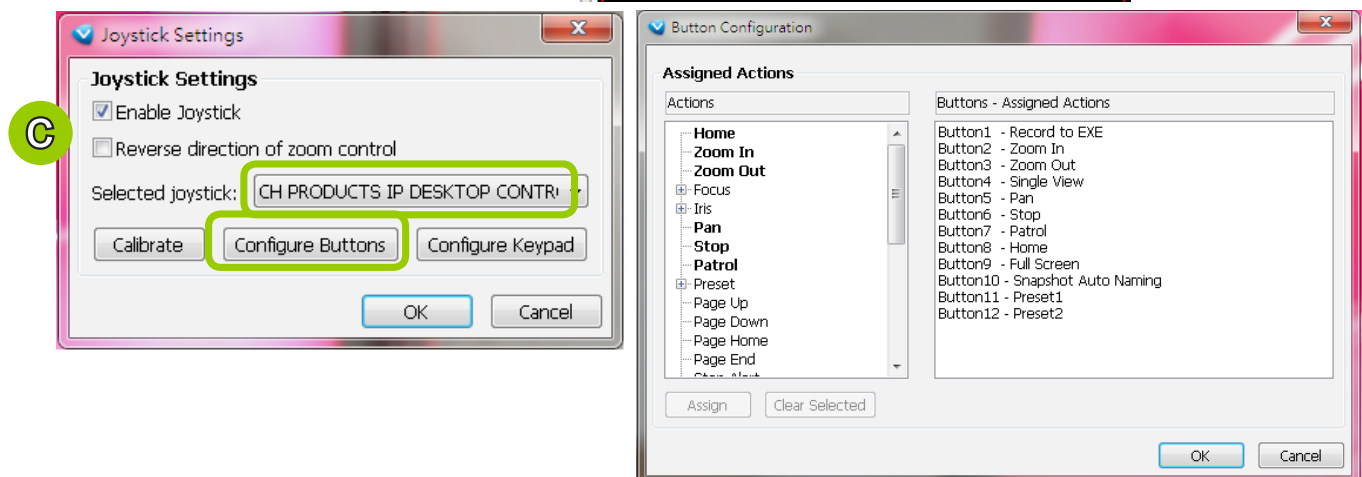 C
Joystick Settings
Joystick Settings
Enable Joystick
Reverse direction of zoom control
Selected joystick: CH PRODUCTS IP DESKTOP CONTR
Calibrate Configure Buttons Configure Keypad
OK Cancel
Button Configuration
Assigned Actions
Actions
Home
Zoom In
Zoom Out
Focus
Iris
Pan
Stop
Patrol
Preset
Page Up
Page Down
Page Home
Page End
Buttons - Assigned Actions
Button1 - Record to EXE
Button2 - Zoom In
Button3 - Zoom Out
Button4 - Single View
Button5 - Pan
Button6 - Stop
Button7 - Patrol
Button8 - Home
Button9 - Full Screen
Button10 - Snapshot Auto Naming
Button11 - Preset1
Button12 - Preset2
Assign Clear Selected
OK Cancel